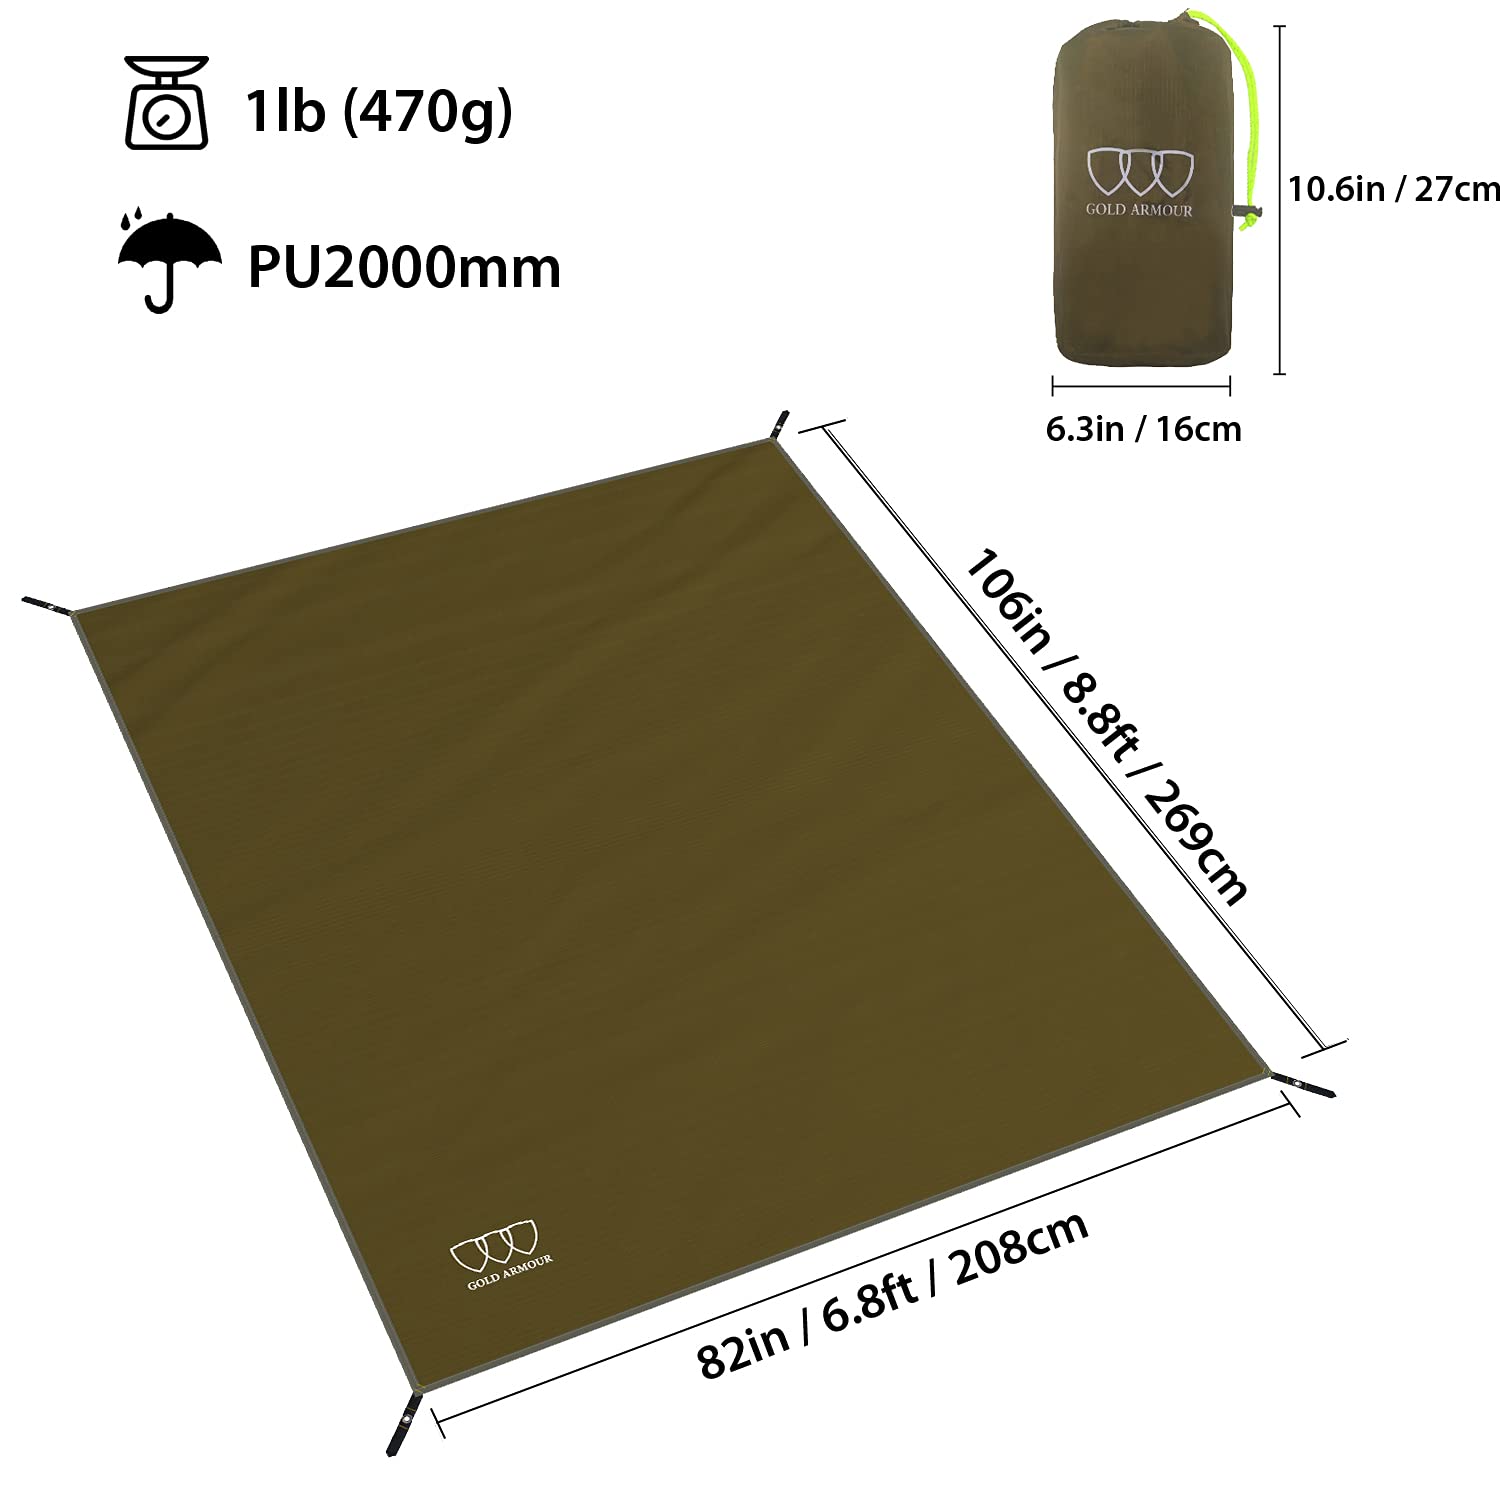 1lb (470g)
PU2000mm
GOLD ARMOUR
10.6in / 27cm
6.3in / 16cm
106in / 8.8ft / 269cm
82in / 6.8ft / 208cm
GOLD ARMOUR